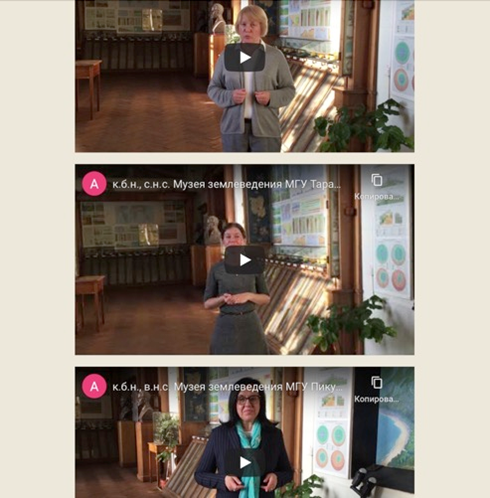 А
к.б.н., с.н.с. Музея землеведения МГУ Тара...
Копирова...
А
к.б.н., в.н.с. Музея землеведения МГУ Пику...
Копирова...